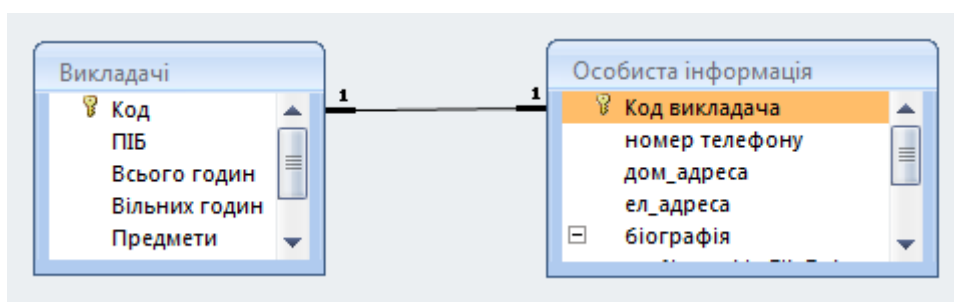 Викладачі
Код
ПІБ
Всього годин
Вільних годин
Предмети
1
1
Особиста інформація
Код викладача
номер телефону
дом_адреса
ел_адреса
біографія